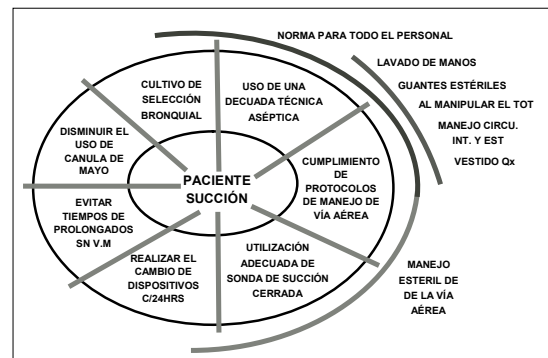 NORMA PARA TODO EL PERSONAL
LAVADO DE MANOS
GUANTES ESTÉRILES
AL MANIPULAR EL TOT
MANEJO CIRCU.
INT. Y EST
VESTIDO Qx
CULTIVO DE
SELECCIÓN
BRONQUIAL
USO DE UNA
DECUADA TÉCNICA
ASÉPTICA
DISMINUIR EL
USO DE
CANULA DE
MAYO
PACIENTE
SUCCIÓN
CUMPLIMIENTO
DE
PROTOCOLOS
DE MANEJO DE
VÍA AÉREA
EVITAR
TIEMPOS DE
PROLONGADOS
SN V.M
REALIZAR EL
CAMBIO DE
DISPOSITIVOS
C/24HRS
UTILIZACIÓN
ADECUADA DE
SONDA DE SUCCIÓN
CERRADA
MANEJO
ESTERIL DE
DE LA VÍA
AÉREA